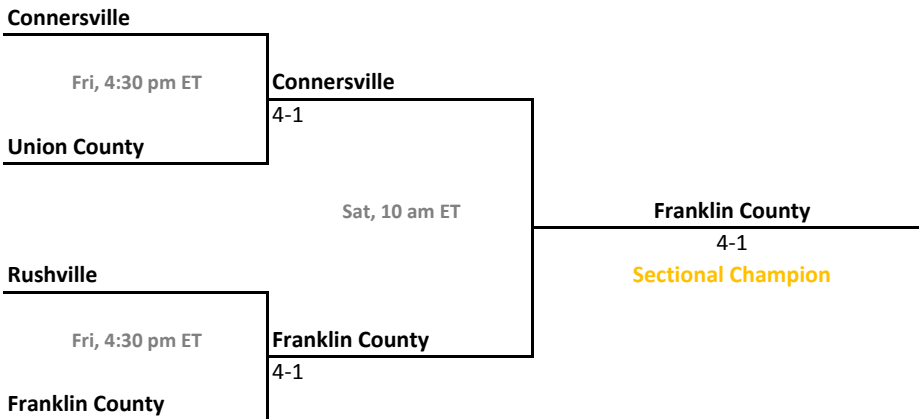 Connersville
Fri, 4:30 pm ET
Connersville
4-1
Union County
Sat, 10 am ET
Franklin County
4-1
Sectional Champion
Rushville
Fri, 4:30 pm ET
Franklin County
4-1
Franklin County